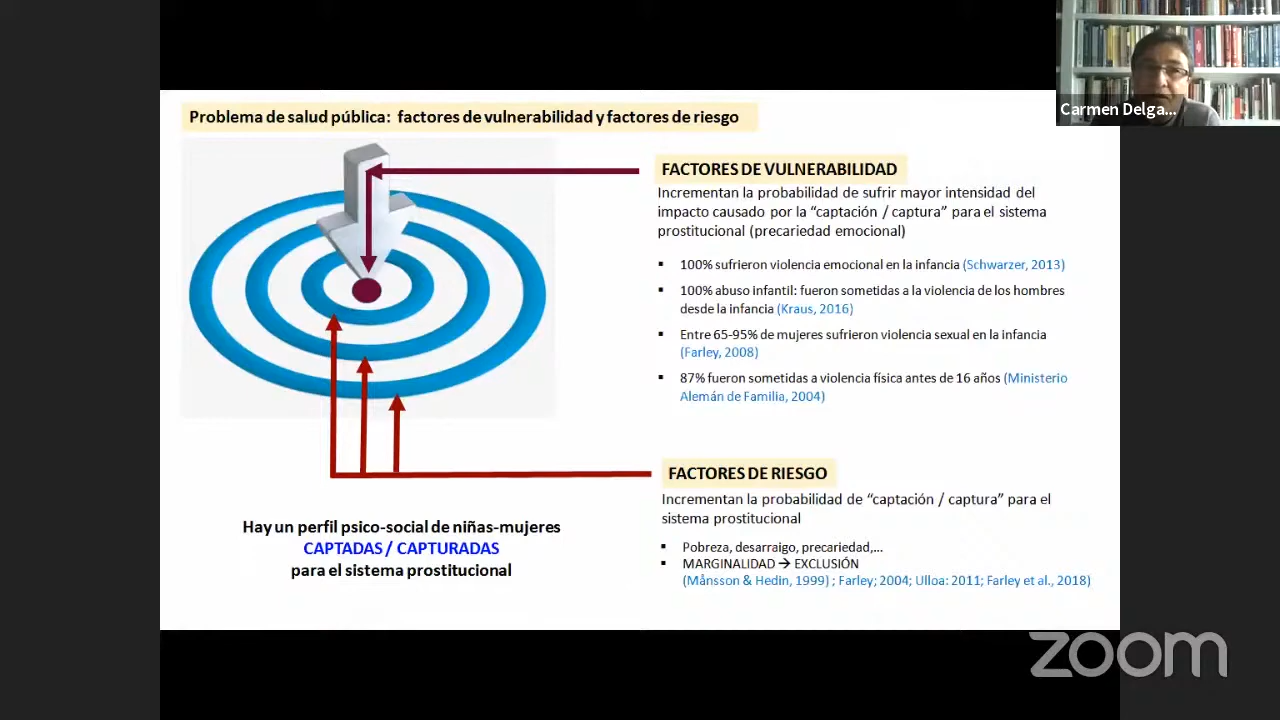 Carmen Delga...
Problema de salud pública: factores de vulnerabilidad y factores de riesgo
FACTORES DE VULNERABILIDAD
Incrementan la probabilidad de sufrir mayor intensidad del
impacto causado por la “captación / captura” para el sistema
prostitucional (precariedad emocional)
▪ 100% sufrieron violencia emocional en la infancia (Schwarzer, 2013)
▪ 100% abuso infantil: fueron sometidas a la violencia de los hombres
desde la infancia (Kraus, 2016)
▪ Entre 65-95% de mujeres sufrieron violencia sexual en la infancia
(Farley, 2008)
▪ 87% fueron sometidas a violencia física antes de 16 años (Ministerio
Alemán de Familia, 2004)
FACTORES DE RIESGO
Incrementan la probabilidad de “captación / captura” para el
sistema prostitucional
▪ Pobreza, desarraigo, precariedad,...
▪ MARGINALIDAD → EXCLUSIÓN
(Månsson & Hedin, 1999) ; Farley; 2004; Ulloa: 2011; Farley et al., 2018)
Hay un perfil psico-social de niñas-mujeres
CAPTADAS / CAPTURADAS
para el sistema prostitucional
zoom